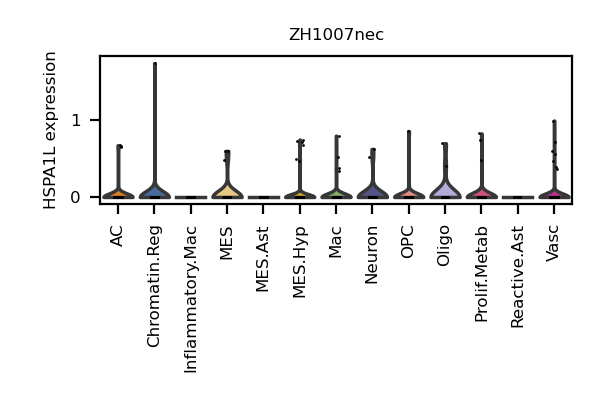 ZH1007nec
HSPA1L expression
1
0
AC
Chromatin.Reg
Inflammatory.Mac
MES
MES.Ast
MES.Hyp
Mac
Neuron
OPC
Oligo
Prolif.Metab
Reactive.Ast
Vasc